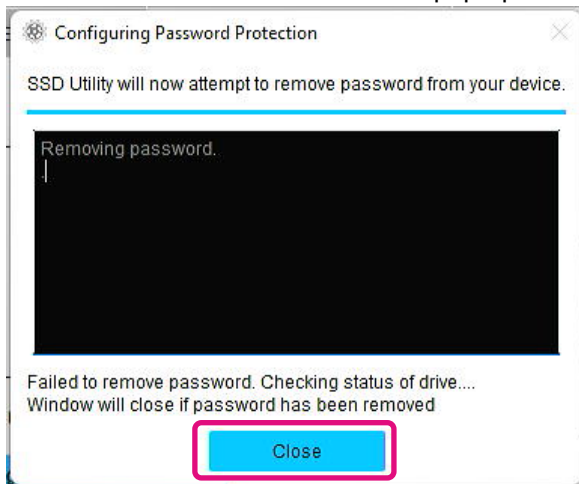 Configuring Password Protection
SSD Utility will now attempt to remove password from your device.
Removing password.
.
Failed to remove password. Checking status of drive....
Window will close if password has been removed
Close